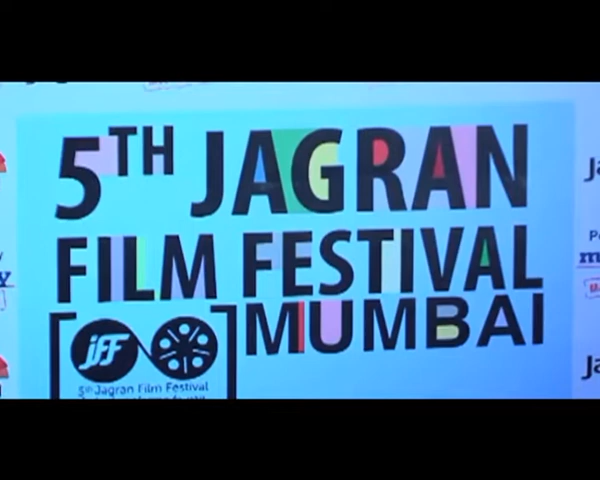 5TH JAGRAN
FILM FESTIVAL
MUMBAI
jff
5th Jagran Film Festival